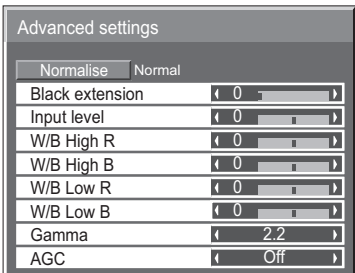 Advanced settings
Normalise Normal
Black extension 0
Input level 0
W/B High R 0
W/B High B 0
W/B Low R 0
W/B Low B 0
Gamma 2.2
AGC Off